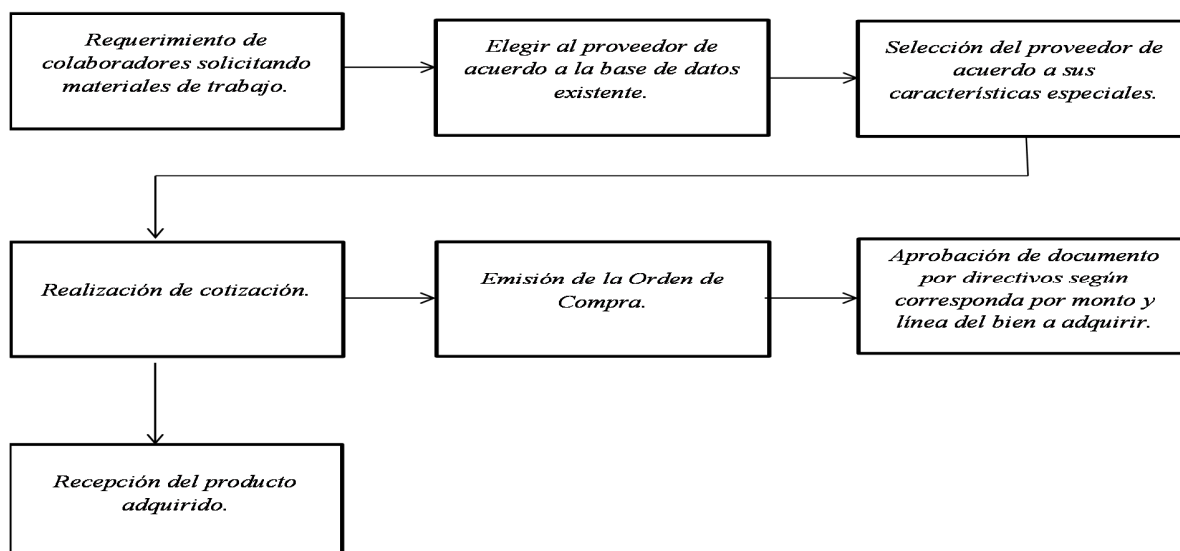 Requerimiento de
colaboradores solicitando
materiales de trabajo.
Elegir al proveedor de
acuerdo a la base de datos
existente.
Selección del proveedor de
acuerdo a sus
características especiales.
Realización de cotización.
Emisión de la Orden de
Compra.
Aprobación de documento
por directivos según
corresponda por monto y
línea del bien a adquirir.
Recepción del producto
adquirido.